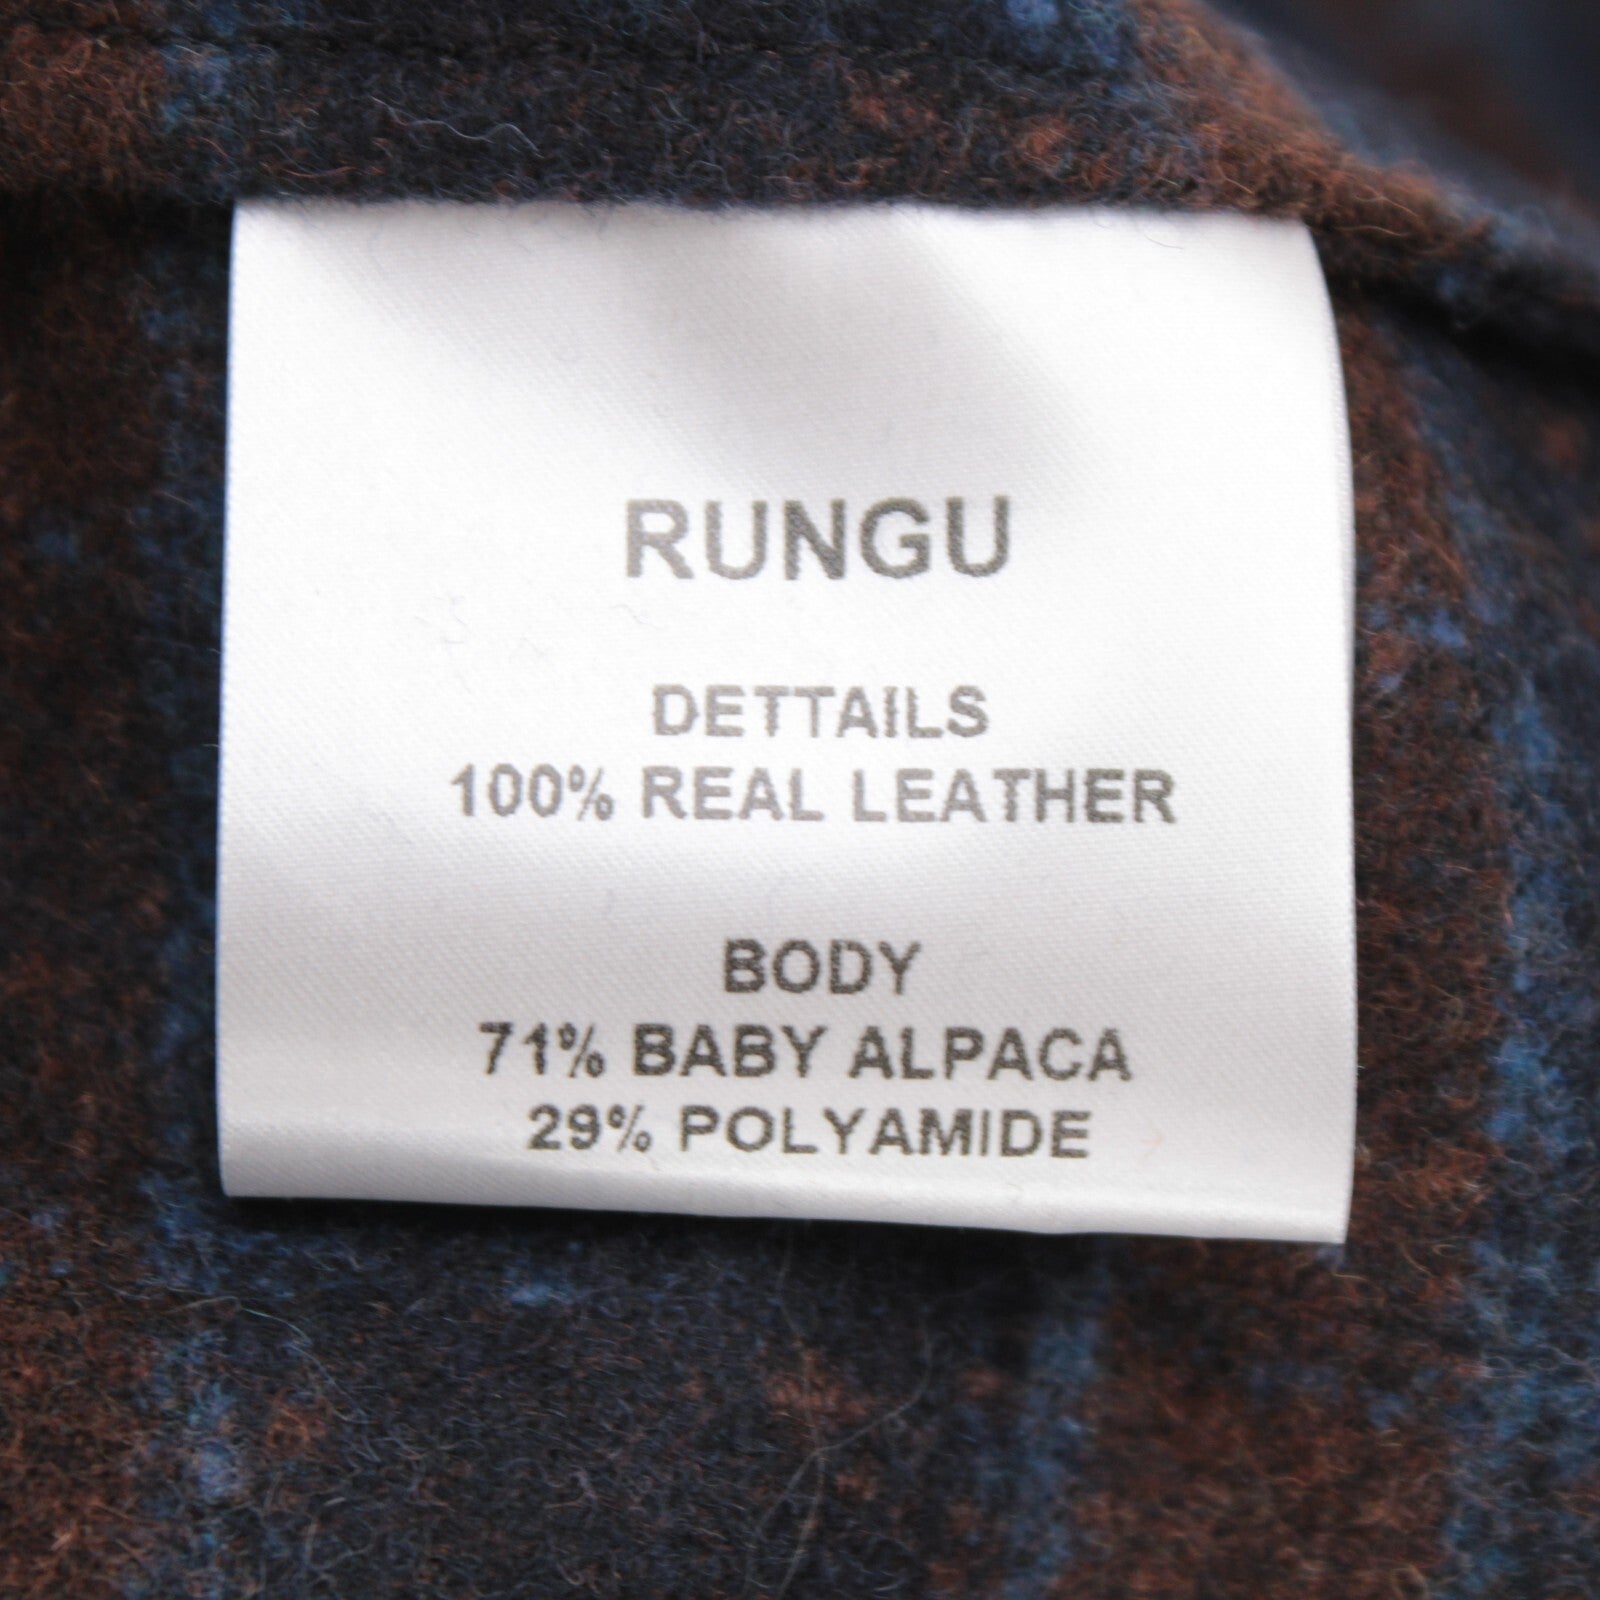 RUNGU
DETTAILS
100% REAL LEATHER
BODY
71% BABY ALPACA
29% POLYAMIDE